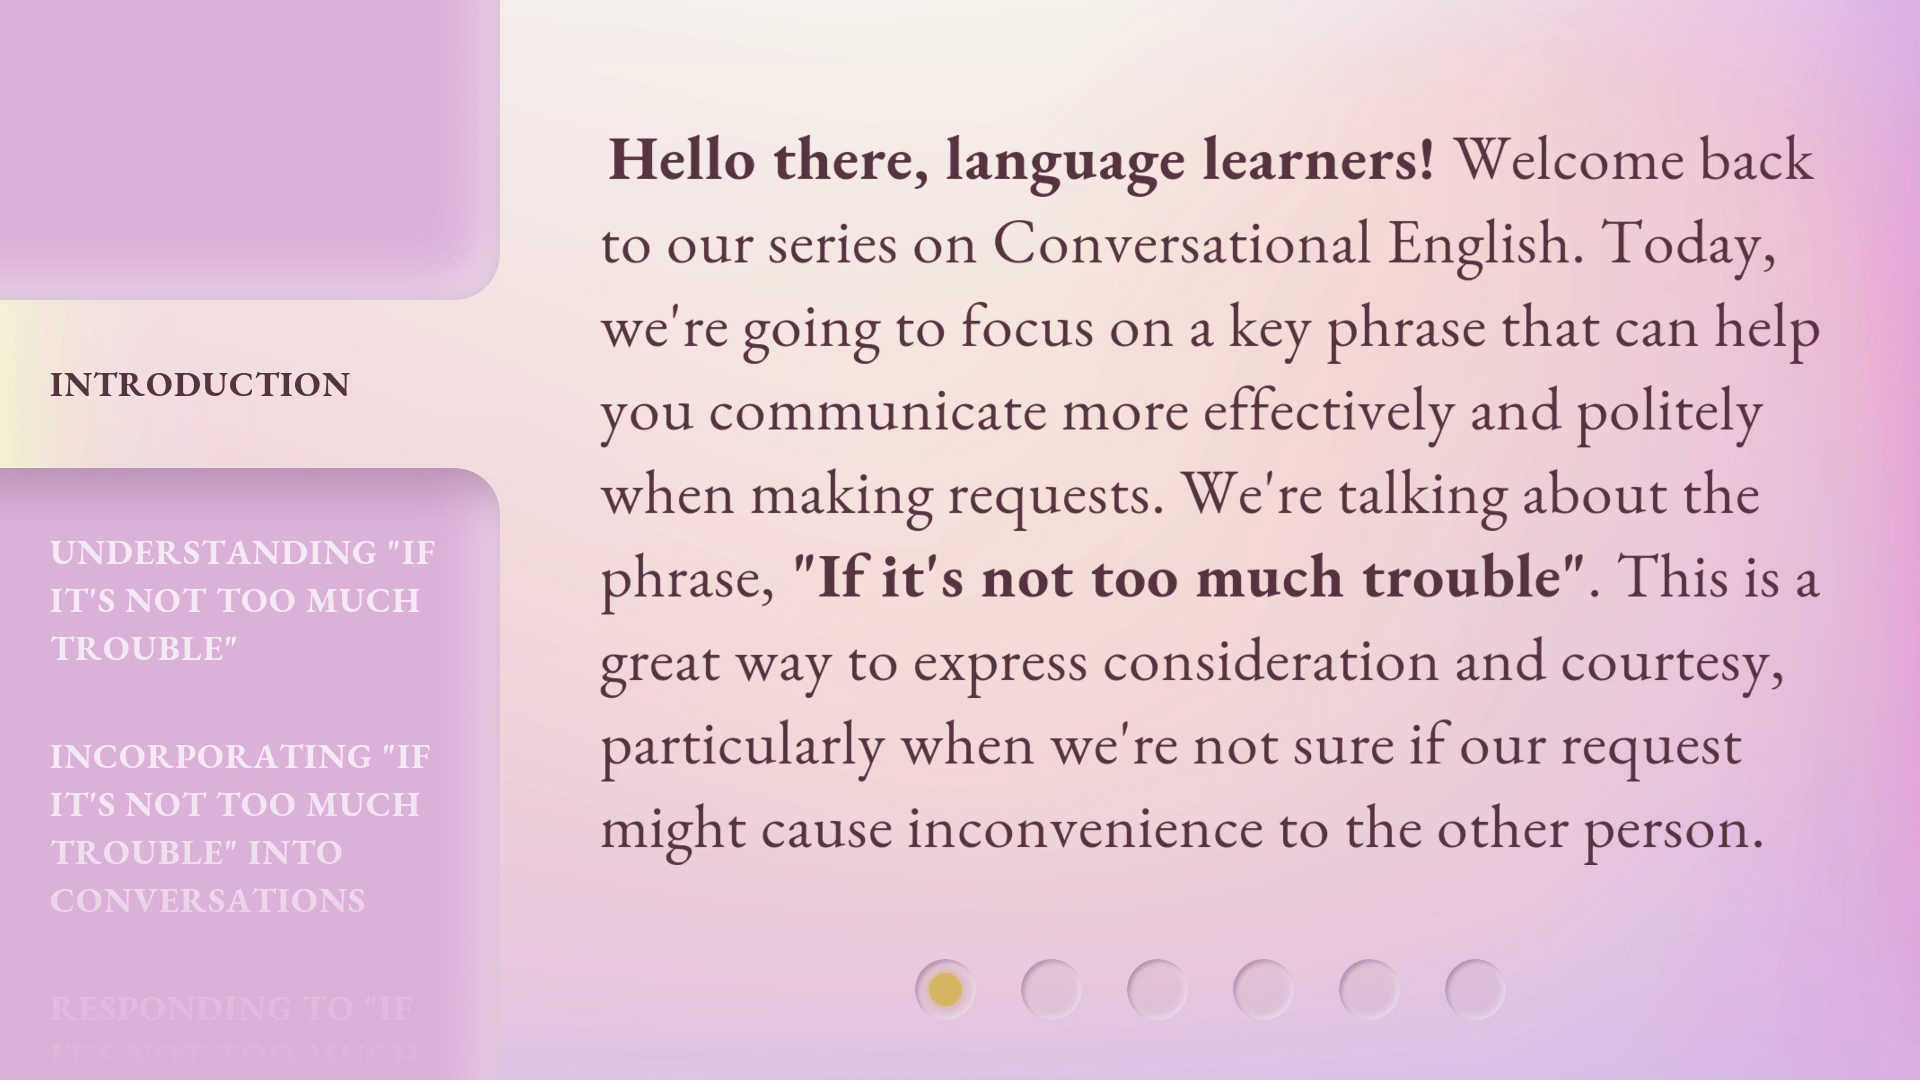 INTRODUCTION
UNDERSTANDING "IF
IT'S NOT TOO MUCH
TROUBLE"
INCORPORATING "IF
IT'S NOT TOO MUCH
TROUBLE" INTO
CONVERSATIONS
RESPONDING TO "IF
IT'S NOT TOO MUCH
Hello there, language learners! Welcome back
to our series on Conversational English. Today,
we're going to focus on a key phrase that can help
you communicate more effectively and politely
when making requests. We're talking about the
phrase, "If it's not too much trouble". This is a
great way to express consideration and courtesy,
particularly when we're not sure if our request
might cause inconvenience to the other person.